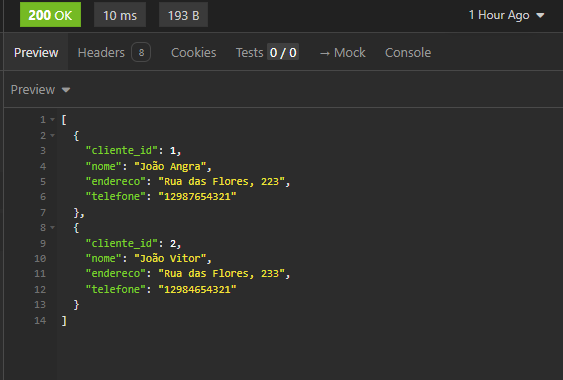 200 OK 10 ms 193 B 1 Hour Ago
Preview Headers 8 Cookies Tests 0 / 0 → Mock Console
Preview
1 [
2 {
3 "cliente_id": 1,
4 "nome": "João Angra",
5 "endereco": "Rua das Flores, 223",
6 "telefone": "12987654321"
7 },
8 {
9 "cliente_id": 2,
10 "nome": "João Vitor",
11 "endereco": "Rua das Flores, 233",
12 "telefone": "12984654321"
13 }
14 ]